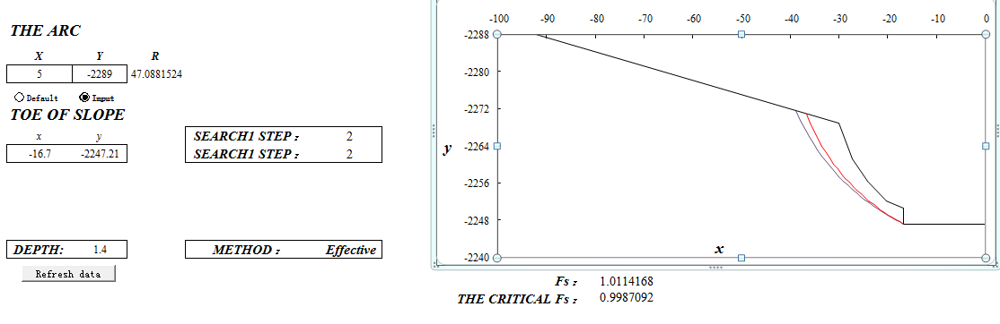 THE ARC
X Y R
5 -2289 47.0881524
Default Input
TOE OF SLOPE
x y
-16.7 -2247.21
SEARCH1 STEP： 2
SEARCH1 STEP： 2
DEPTH: 1.4
METHOD： Effective
Refresh data
-100 -90 -80 -70 -60 -50 -40 -30 -20 -10 0
-2288
-2280
-2272
-2264
y
-2256
-2248
x
-2240
Fs： 1.0114168
THE CRITICAL Fs： 0.9987092